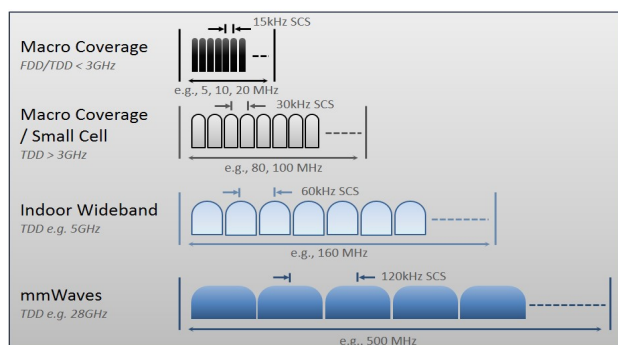 15kHz SCS
Macro Coverage
FDD/TDD < 3GHz
e.g., 5, 10, 20 MHz
30kHz SCS
Macro Coverage
/ Small Cell
TDD > 3GHz
e.g., 80, 100 MHz
60kHz SCS
Indoor Wideband
TDD e.g. 5GHz
e.g., 160 MHz
120kHz SCS
mmWaves
TDD e.g. 28GHz
e.g., 500 MHz